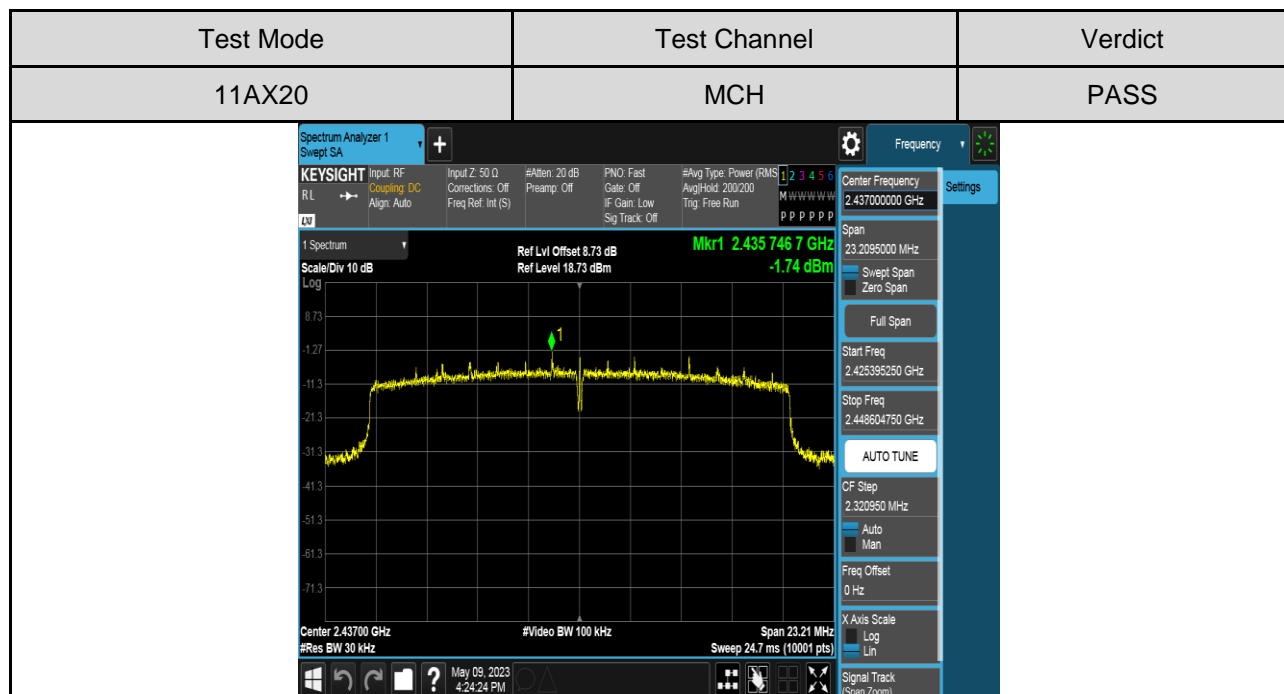 Test Mode Test Channel Verdict
11AX20 MCH PASS
Spectrum Analyzer 1
Swept SA
+
Frequency
KEYSIGHT
RL
LXI
Input: RF
Coupling: DC
Align: Auto
Input Z: 50 Ω
Corrections: Off
Freq Ref: Int (S)
#Atten: 20 dB
Preamp: Off
PNO: Fast
Gate: Off
IF Gain: Low
Sig Track: Off
#Avg Type: Power (RMS
Avg|Hold: 200/200
Trig: Free Run
1 2 3 4 5 6
M W W W W W
P P P P P P
1 Spectrum
Scale/Div 10 dB
Log
Ref Lvl Offset 8.73 dB
Ref Level 18.73 dBm
Mkr1 2.435 746 7 GHz
-1.74 dBm
8.73
-1.27
-11.3
-21.3
-31.3
-41.3
-51.3
-61.3
-71.3
1
Center 2.43700 GHz
#Video BW 100 kHz
Span 23.21 MHz
#Res BW 30 kHz
Sweep 24.7 ms (10001 pts)
?
May 09, 2023
4:24:24 PM
Center Frequency
2.437000000 GHz
Settings
Span
23.2095000 MHz
Swept Span
Zero Span
Full Span
Start Freq
2.425395250 GHz
Stop Freq
2.448604750 GHz
AUTO TUNE
CF Step
2.320950 MHz
Auto
Man
Freq Offset
0 Hz
X Axis Scale
Log
Lin
Signal Track
(Span Zoom)